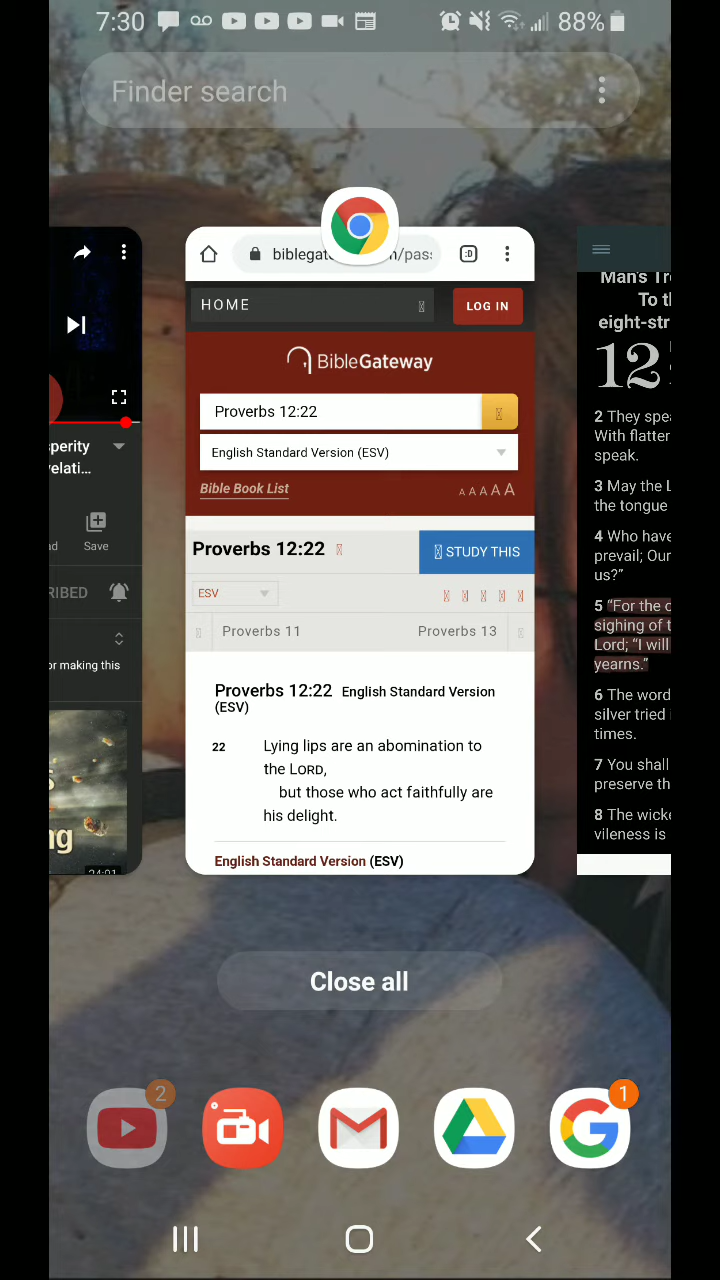 7:30
88%
Finder search
biblegat
/pas
HOME
LOG IN
BibleGateway
Proverbs 12:22
English Standard Version (ESV)
Bible Book List
A A A A A
Proverbs 12:22
STUDY THIS
ESV
Proverbs 11
Proverbs 13
Proverbs 12:22 English Standard Version
(ESV)
22 Lying lips are an abomination to
the LORD,
but those who act faithfully are
his delight.
English Standard Version (ESV)
sperity
velati...
Save
RIBED
or making this
ng
24:01
Man's Tr
To th
eight-str
12
2 They spe
With flatter
speak.
3 May the L
the tongue
4 Who have
prevail; Our
us?"
5 "For the o
sighing of t
Lord; "I will
yearns."
6 The word
silver tried
times.
7 You shall
preserve th
8 The wicke
vileness is
Close all
2
1